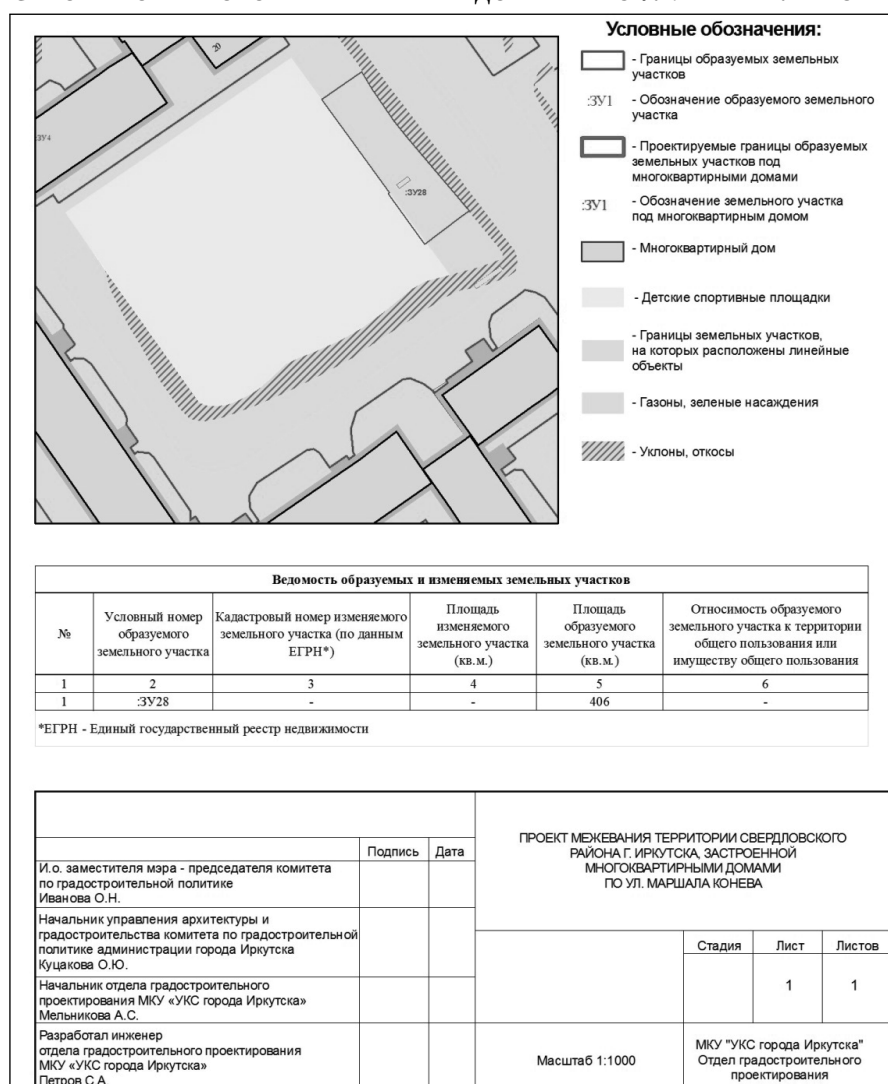 Условные обозначения:
- Границы образуемых земельных
участков
:ЗУ1 - Обозначение образуемого земельного
участка
- Проектируемые границы образуемых
земельных участков под
многоквартирными домами
:ЗУ1 - Обозначение земельного участка
под многоквартирным домом
- Многоквартирный дом
- Детские спортивные площадки
- Границы земельных участков,
на которых расположены линейные
объекты
- Газоны, зеленые насаждения
- Уклоны, откосы
20
:ЗУ4
:ЗУ28
Ведомость образуемых и изменяемых земельных участков
№
Условный номер
образуемого
земельного участка
Кадастровый номер изменяемого
земельного участка (по данным
ЕГРН*)
Площадь
изменяемого
земельного участка
(кв.м.)
Площадь
образуемого
земельного участка
(кв.м.)
Относимость образуемого
земельного участка к территории
общего пользования или
имуществу общего пользования
1 2 3 4 5 6
1 :ЗУ28 - - 406 -
*ЕГРН - Единый государственный реестр недвижимости
Подпись Дата
И.о. заместителя мэра - председателя комитета
по градостроительной политике
Иванова О.Н.
Начальник управления архитектуры и
градостроительства комитета по градостроительной
политике администрации города Иркутска
Куцакова О.Ю.
Начальник отдела градостроительного
проектирования МКУ «УКС города Иркутска»
Мельникова А.С.
Разработал инженер
отдела градостроительного проектирования
МКУ «УКС города Иркутска»
Петров С.А.
ПРОЕКТ МЕЖЕВАНИЯ ТЕРРИТОРИИ СВЕРДЛОВСКОГО
РАЙОНА Г. ИРКУТСКА, ЗАСТРОЕННОЙ
МНОГОКВАРТИРНЫМИ ДОМАМИ
ПО УЛ. МАРШАЛА КОНЕВА
Стадия Лист Листов
1 1
Масштаб 1:1000
МКУ "УКС города Иркутска"
Отдел градостроительного
проектирования